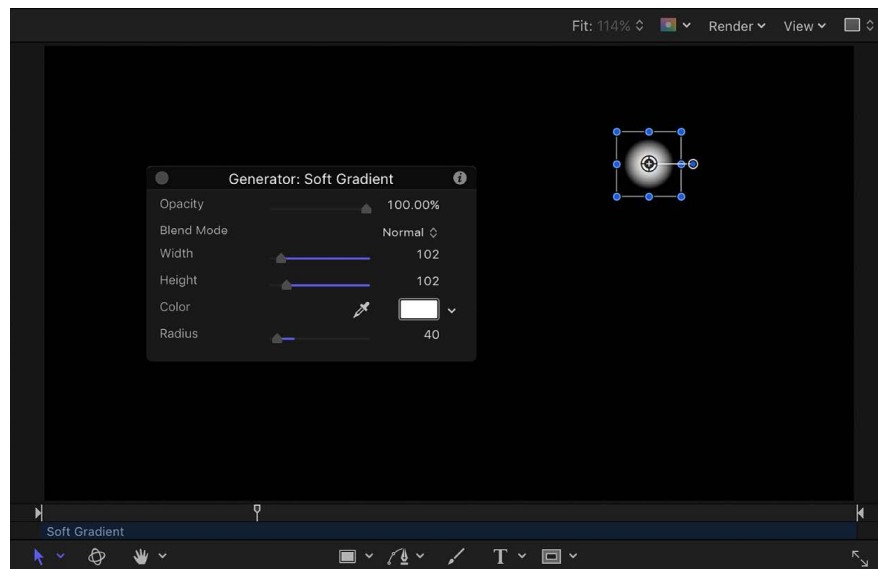 Fit: 114% Render View
Generator: Soft Gradient
Opacity 100.00%
Blend Mode Normal
Width 102
Height 102
Color
Radius 40
Soft Gradient
T